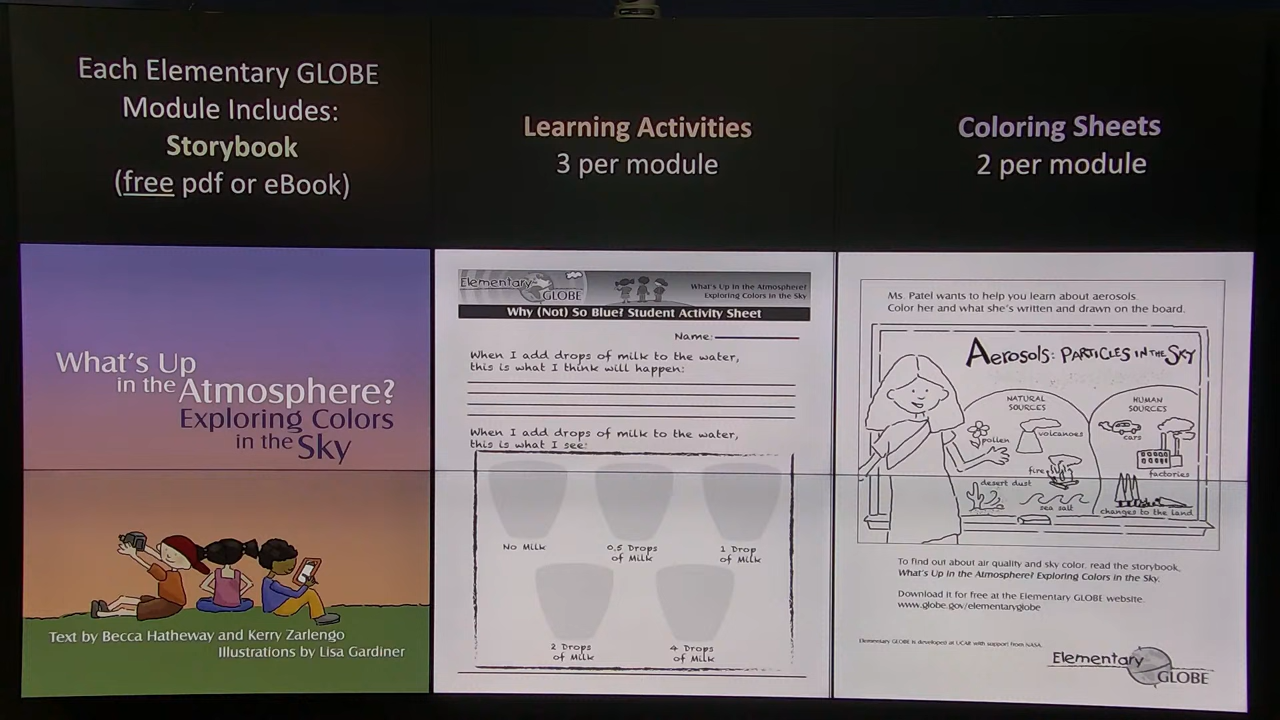 Each Elementary GLOBE
Module Includes:
Storybook
(free pdf or eBook)
Learning Activities
3 per module
Coloring Sheets
2 per module
What's Up
in the Atmosphere?
Exploring Colors
in the Sky
Text by Becca Hatheway and Kerry Zarlengo
Illustrations by Lisa Gardiner
Elementary
GLOBE
What's Up in the Atmosphere?
Exploring Colors in the Sky
Why (Not) So Blue? Student Activity Sheet
Name:
When I add drops of milk to the water,
this is what I think will happen:
When I add drops of milk to the water,
this is what I see:
No Milk
0.5 Drops
of Milk
1 Drop
of Milk
2 Drops
of Milk
4 Drops
of Milk
Ms. Patel wants to help you learn about aerosols.
Color her and what she's written and drawn on the board.
Aerosols: PARTICLES IN THE SKY
NATURAL
SOURCES
HUMAN
SOURCES
pollen
volcanoes
cars
fire
factories
desert dust
sea salt
changes to the land
To find out about air quality and sky color, read the storybook,
What's Up in the Atmosphere? Exploring Colors in the Sky.
Download it for free at the Elementary GLOBE website.
www.globe.gov/elementaryglobe
Elementary GLOBE is developed at UCAR with support from NASA.
Elementary
GLOBE